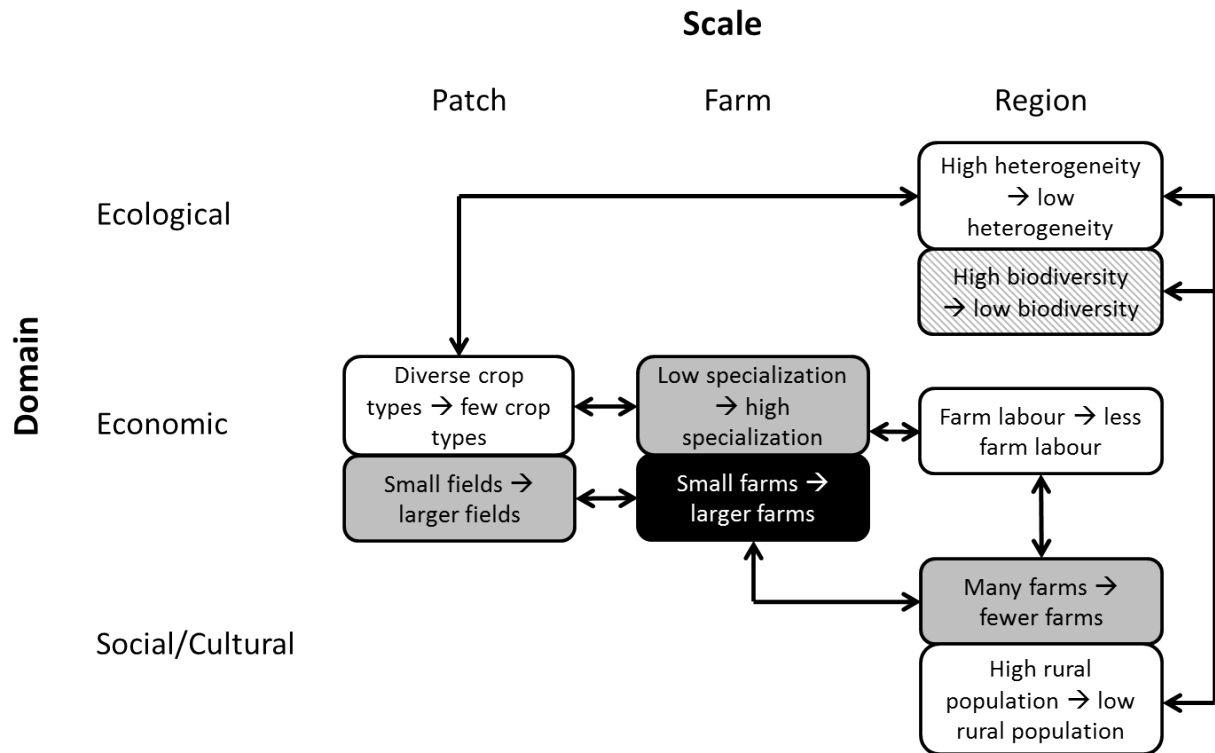 Scale
Patch
Farm
Region
Domain
Ecological
High heterogeneity
→ low
heterogeneity
High biodiversity
→ low biodiversity
Economic
Diverse crop
types → few crop
types
Low specialization
→ high
specialization
Farm labour → less
farm labour
Small fields →
larger fields
Small farms →
larger farms
Social/Cultural
Many farms →
fewer farms
High rural
population → low
rural population